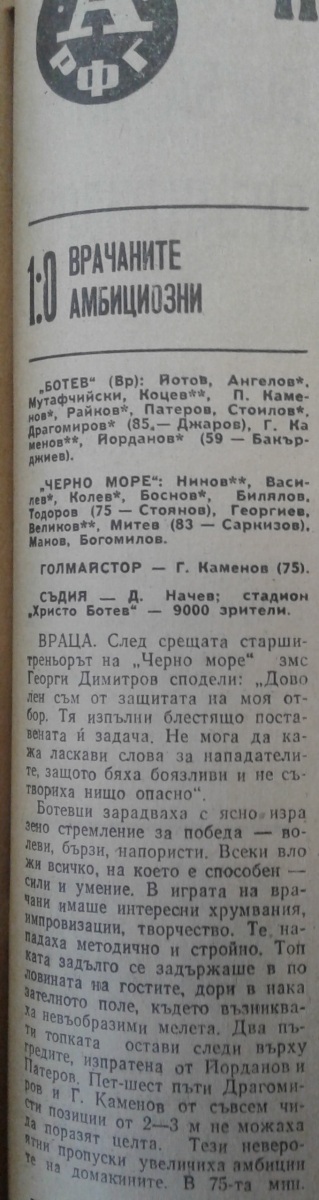 А
РФГ
1:0 ВРАЧАНИТЕ
АМБИЦИОЗНИ
„БОТЕВ“ (Вр): Йотов, Ангелов*,
Мутафчийски, Коцев**, П. Каме-
нов*, Райков*, Патеров, Стоилов*,
Драгомиров* (85 — Джаров), Г. Ка
менов**, Йорданов* (59 — Бакър-
джиев).
„ЧЕРНО МОРЕ“: Нинов**, Васи-
лев*, Колев*, Боснов*, Билялов,
Тодоров (75 — Стоянов), Георгиев,
Великов**, Митев (83 — Саркизов),
Манов, Богомилов.
ГОЛМАЙСТОР — Г. Каменов (75).
СЪДИЯ — Д. Начев; стадион
„Христо Ботев“ — 9000 зрители.
ВРАЦА. След срещата старши-
треньорът на „Черно море“ змс
Георги Димитров сподели: „Дово
лен съм от защитата на моя от-
бор. Тя изпълни блестящо поста-
вената ѝ задача. Не мога да ка-
жа ласкави слова за нападатели-
те, защото бяха боязливи и не съ-
твориха нищо опасно“.
Ботевци зарадваха с ясно изра
зено стремление за победа — во-
леви, бързи, напористи. Всеки вло
жи всичко, на което е способен —
сили и умение. В играта на вра-
чани имаше интересни хрумвания,
импровизации, творчество. Те на-
падаха методично и стройно. Топ
ката задълго се задържаше в по
ловината на гостите, дори в нака
зателното поле, където възниква-
ха невъобразими мелета. Два пъ-
ти топката остави следи върху
гредите, изпратена от Йорданов и
Патеров. Пет-шест пъти Драгоми-
ров и Г. Каменов от съвсем чи-
сти позиции от 2—3 м не можаха
да поразят целта. Тези неверо-
ятни пропуски увеличиха амбиции
те на домакините. В 75-та мин.